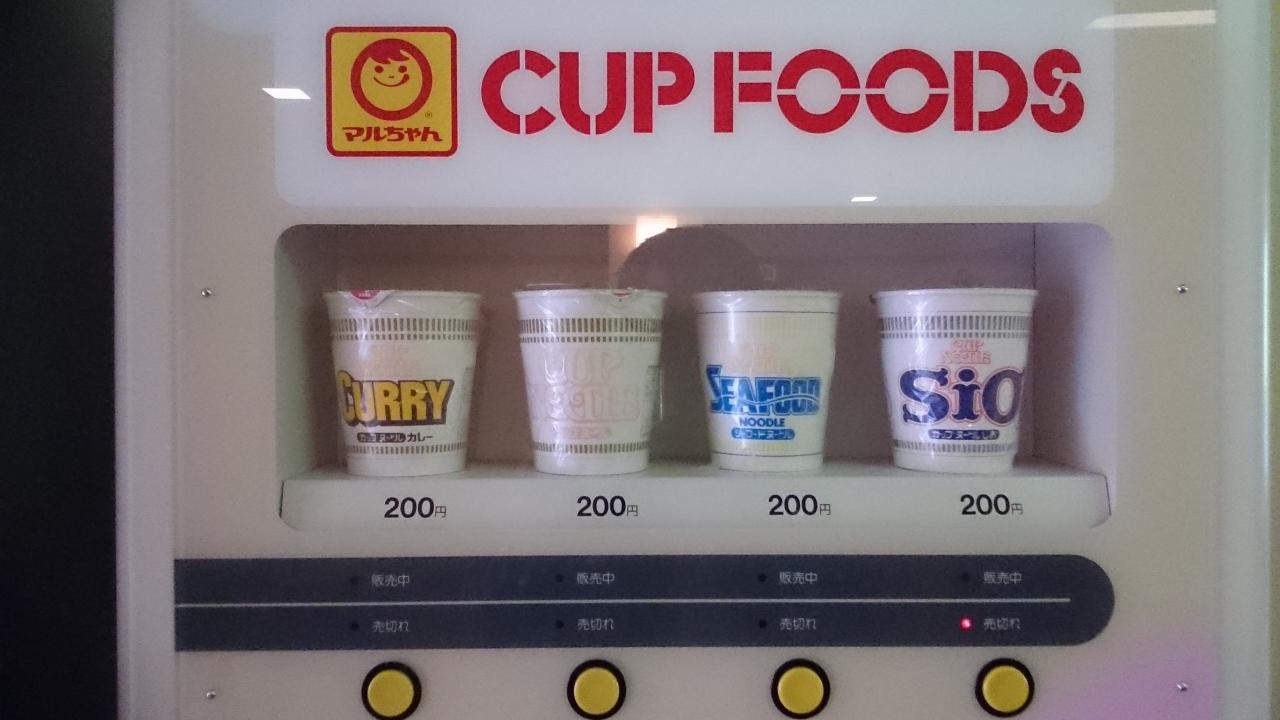 マルちゃん
®
CUP FOODS
CURRY
カップヌードル カレー
CUP
NOODLE
SEAFOOD
NOODLE
シーフードヌードル
CUP
NOODLE
SiO
カップヌードル しお
200円 200円 200円 200円
販売中 販売中 販売中 販売中
売切れ 売切れ 売切れ 売切れ